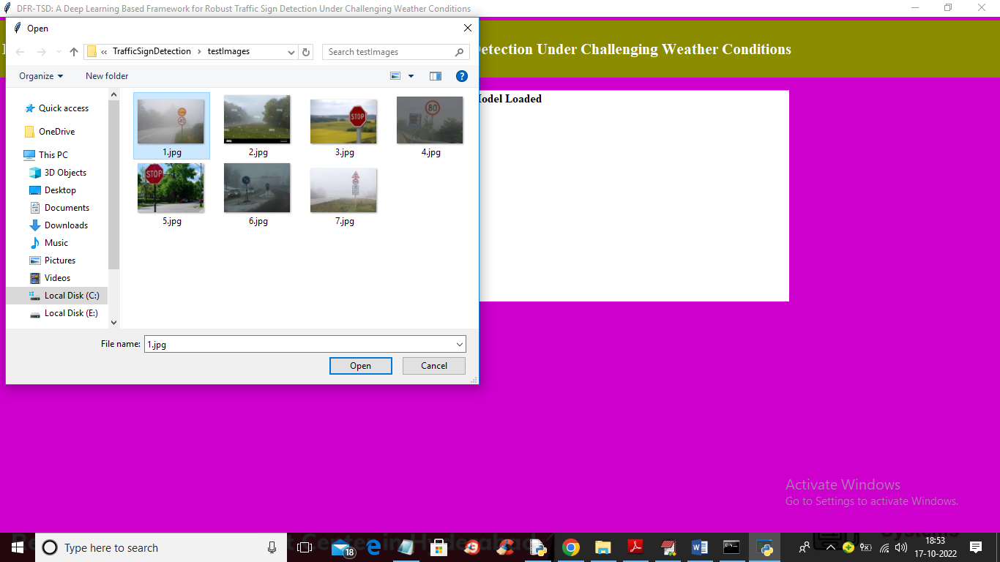 DFR-TSD: A Deep Learning Based Framework for Robust Traffic Sign Detection Under Challenging Weather Conditions
Open
Detection Under Challenging Weather Conditions
« TrafficSignDetection › testImages
Search testImages
Organize
New folder
Model Loaded
Quick access
OneDrive
This PC
3D Objects
Desktop
Documents
Downloads
Music
Pictures
Videos
Local Disk (C:)
Local Disk (E:)
40
STOP
80
1.jpg
2.jpg
3.jpg
4.jpg
STOP
5.jpg
6.jpg
7.jpg
File name: 1.jpg
Open
Cancel
Activate Windows
Go to Settings to activate Windows.
Type here to search
18
18:53
17-10-2022